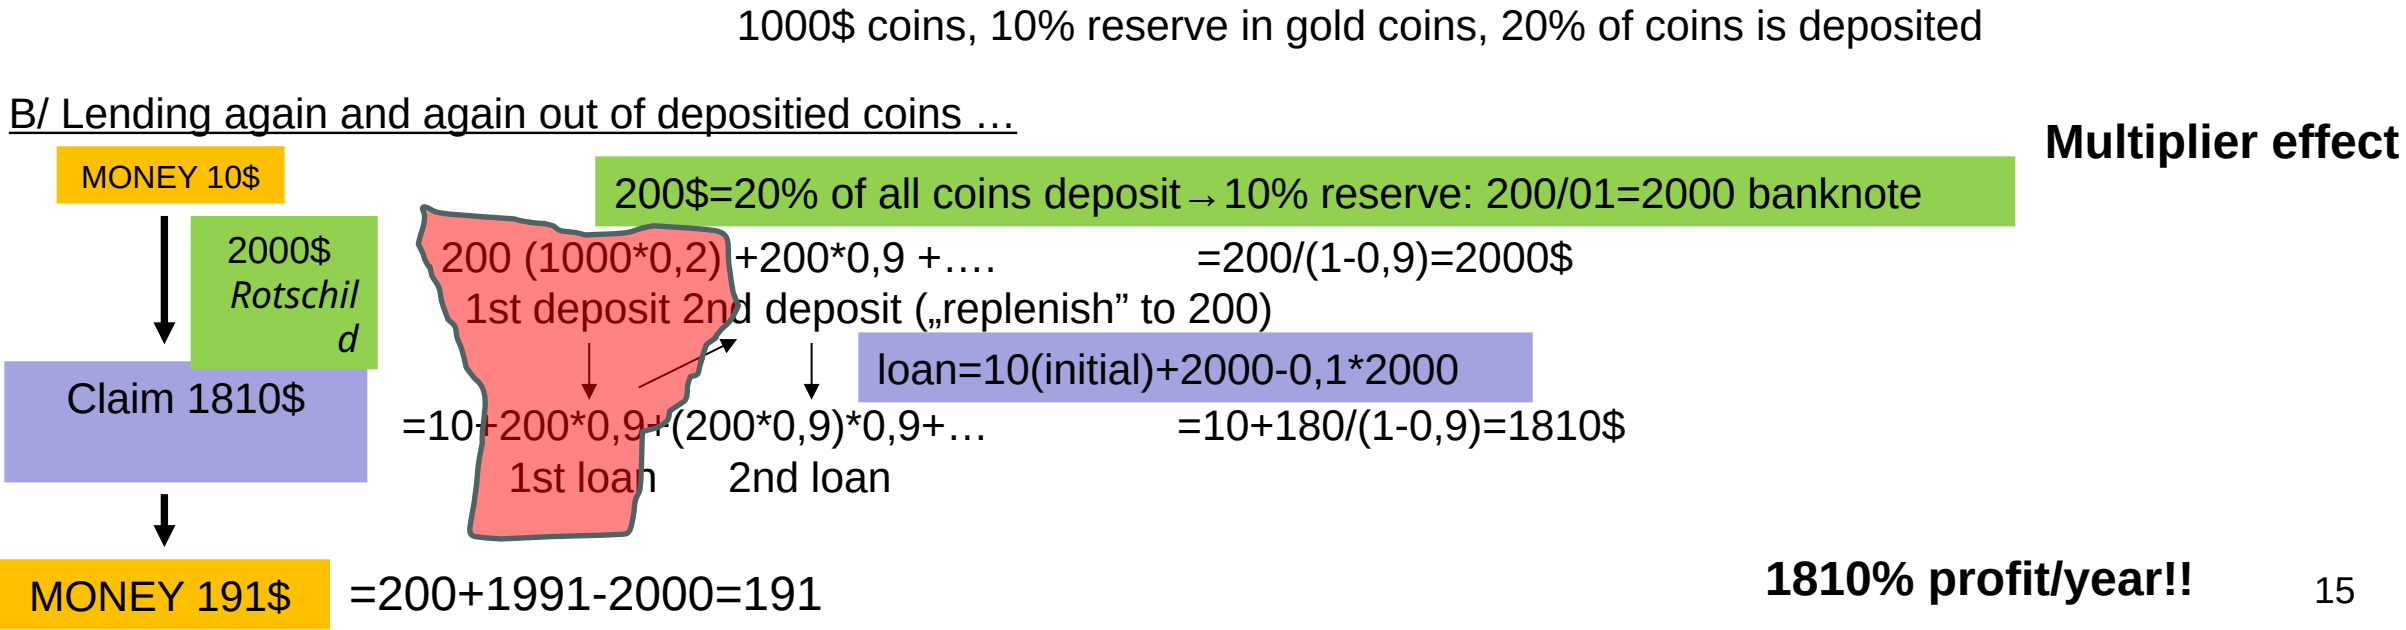 1000$ coins, 10% reserve in gold coins, 20% of coins is deposited
B/ Lending again and again out of depositied coins …
Multiplier effect
MONEY 10$
200$=20% of all coins deposit→10% reserve: 200/01=2000 banknote
2000$
Rotschil
d
200 (1000*0,2) +200*0,9 +…. =200/(1-0,9)=2000$
1st deposit 2nd deposit („replenish” to 200)
loan=10(initial)+2000-0,1*2000
Claim 1810$
=10+200*0,9+(200*0,9)*0,9+… =10+180/(1-0,9)=1810$
1st loan 2nd loan
MONEY 191$
=200+1991-2000=191
1810% profit/year!!
15